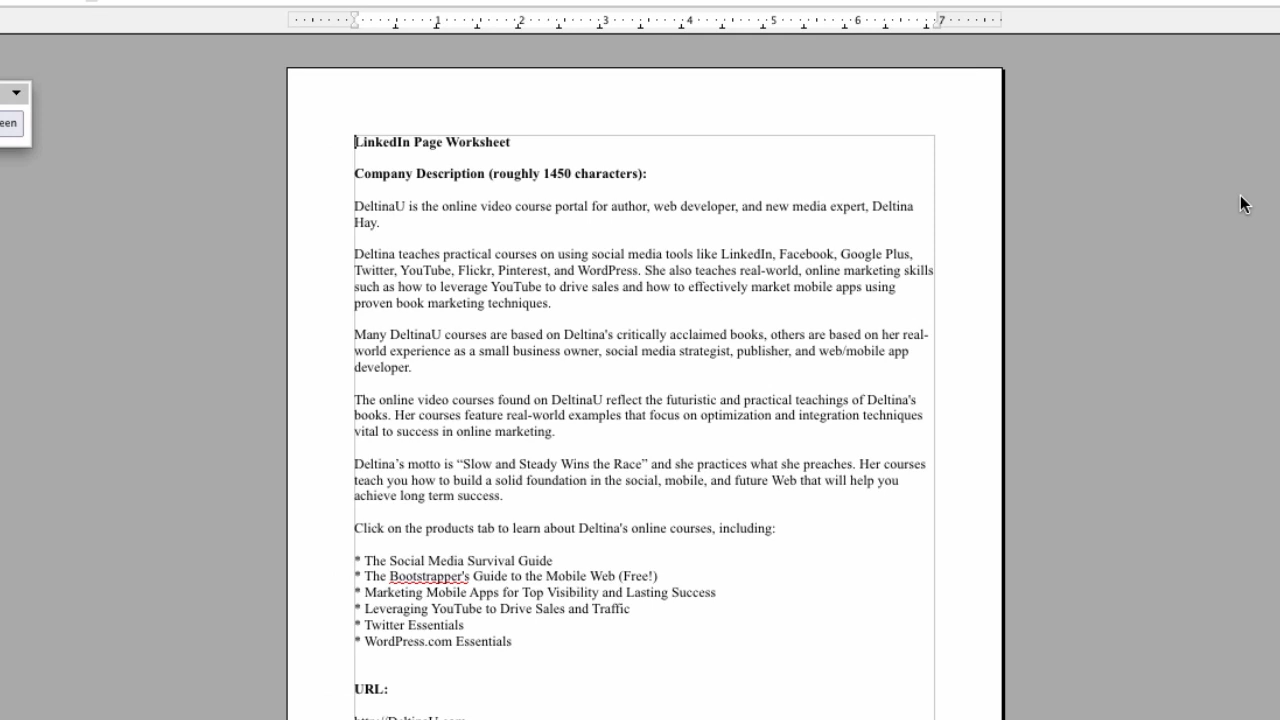 1 2 3 4 5 6 7
een
LinkedIn Page Worksheet
Company Description (roughly 1450 characters):
DeltinaU is the online video course portal for author, web developer, and new media expert, Deltina
Hay.
Deltina teaches practical courses on using social media tools like LinkedIn, Facebook, Google Plus,
Twitter, YouTube, Flickr, Pinterest, and WordPress. She also teaches real-world, online marketing skills
such as how to leverage YouTube to drive sales and how to effectively market mobile apps using
proven book marketing techniques.
Many DeltinaU courses are based on Deltina's critically acclaimed books, others are based on her real-
world experience as a small business owner, social media strategist, publisher, and web/mobile app
developer.
The online video courses found on DeltinaU reflect the futuristic and practical teachings of Deltina's
books. Her courses feature real-world examples that focus on optimization and integration techniques
vital to success in online marketing.
Deltina’s motto is “Slow and Steady Wins the Race” and she practices what she preaches. Her courses
teach you how to build a solid foundation in the social, mobile, and future Web that will help you
achieve long term success.
Click on the products tab to learn about Deltina's online courses, including:
* The Social Media Survival Guide
* The Bootstrapper's Guide to the Mobile Web (Free!)
* Marketing Mobile Apps for Top Visibility and Lasting Success
* Leveraging YouTube to Drive Sales and Traffic
* Twitter Essentials
* WordPress.com Essentials
URL:
http://DeltinaU.com